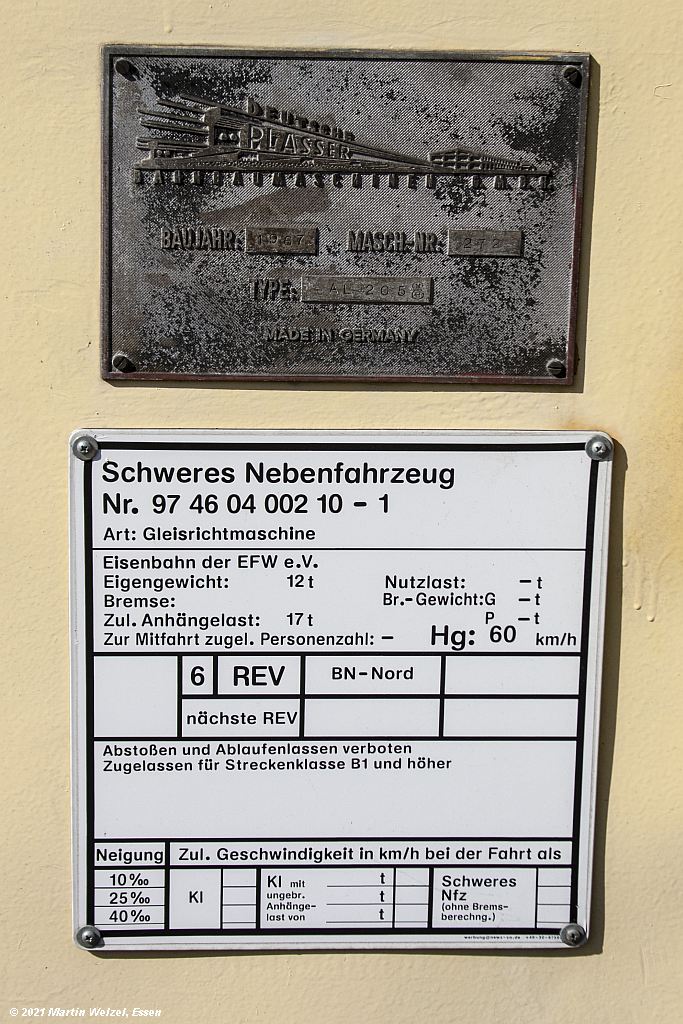 DEUTSCHE
PLASSER
BAHNBAUMASCHINEN GMBH
BAUJAHR: 1967 MASCH-NR. 272
TYPE: AL 205
MADE IN GERMANY
Schweres Nebenfahrzeug
Nr. 97 46 04 002 10 - 1
Art: Gleisrichtmaschine
Eisenbahn der EFW e.V.
Eigengewicht: 12 t Nutzlast: - t
Bremse: Br.-Gewicht: G - t
Zul. Anhängelast: 17 t P - t
Zur Mitfahrt zugel. Personenzahl: - Hg: 60 km/h
6 REV BN-Nord
nächste REV
Abstoßen und Ablaufenlassen verboten
Zugelassen für Streckenklasse B1 und höher
Neigung Zul. Geschwindigkeit in km/h bei der Fahrt als
10 ‰
25 ‰
40 ‰
Kl
Kl mit t
ungebr. t
Anhänge-
last von t
Schweres
Nfz
(ohne Brems-
berechng.)
© 2021 Martin Welzel, Essen